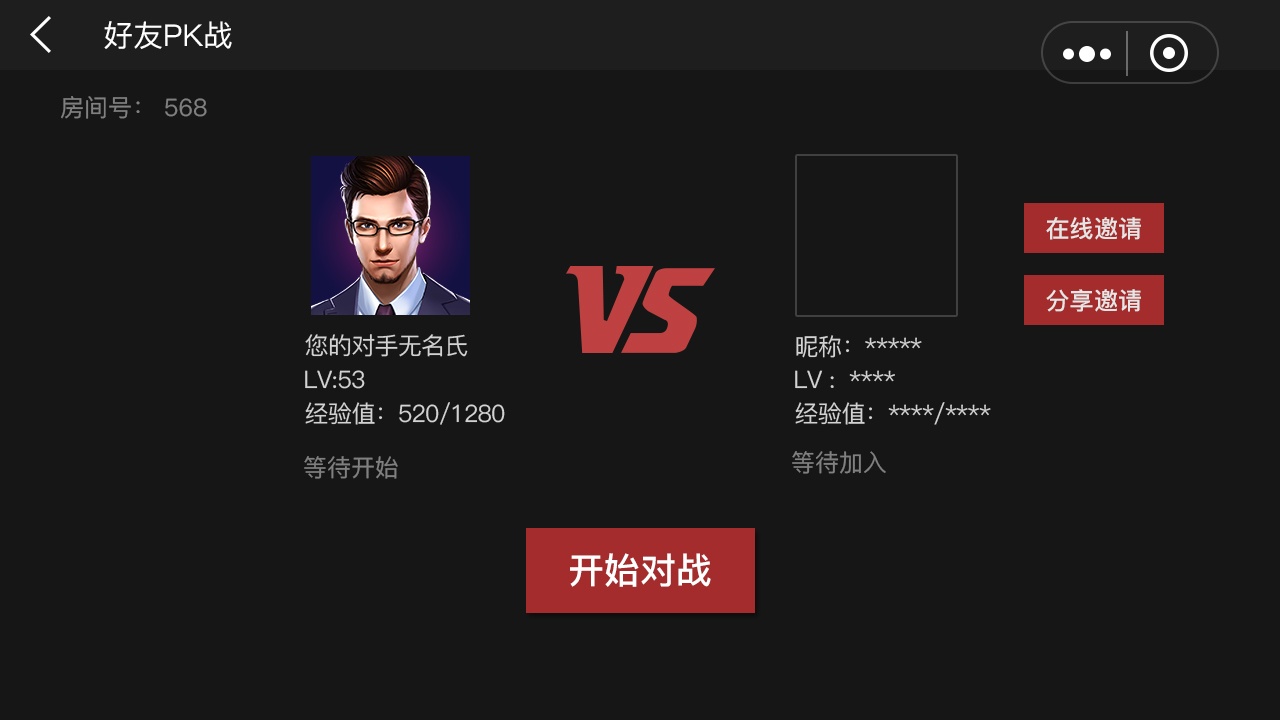 好友PK战
房间号： 568
VS
在线邀请
分享邀请
您的对手无名氏
LV:53
经验值：520/1280
等待开始
昵称：*****
LV：****
经验值：****/****
等待加入
开始对战